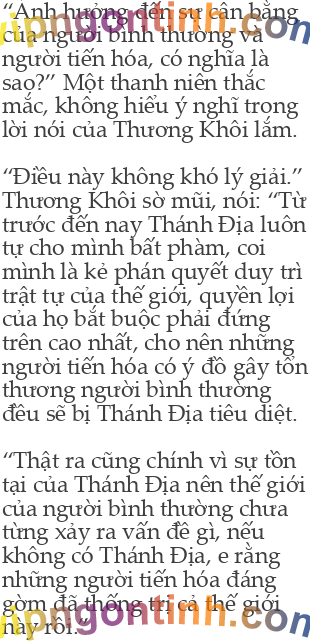 “Ảnh hưởng đến sự cân bằng
của người bình thường và
người tiến hóa, có nghĩa là
sao?” Một thanh niên thắc
mắc, không hiểu ý nghĩ trong
lời nói của Thương Khôi lắm.
“Điều này không khó lý giải.”
Thương Khôi sờ mũi, nói: “Từ
trước đến nay Thánh Địa luôn
tự cho mình bất phàm, coi
mình là kẻ phán quyết duy trì
trật tự của thế giới, quyền lợi
của họ bắt buộc phải đứng
trên cao nhất, cho nên những
người tiến hóa có ý đồ gây tổn
thương người bình thường
đều sẽ bị Thánh Địa tiêu diệt.
“Thật ra cũng chính vì sự tồn
tại của Thánh Địa nên thế giới
của người bình thường chưa
từng xảy ra vấn đề gì, nếu
không có Thánh Địa, e rằng
những người tiến hóa đáng
gờm đã thống trị cả thế giới
này rồi.”
vipngontinh.com
vipngontinh.com